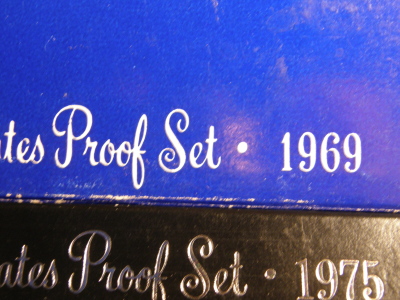 ates Proof Set · 1969
ates Proof Set · 1975